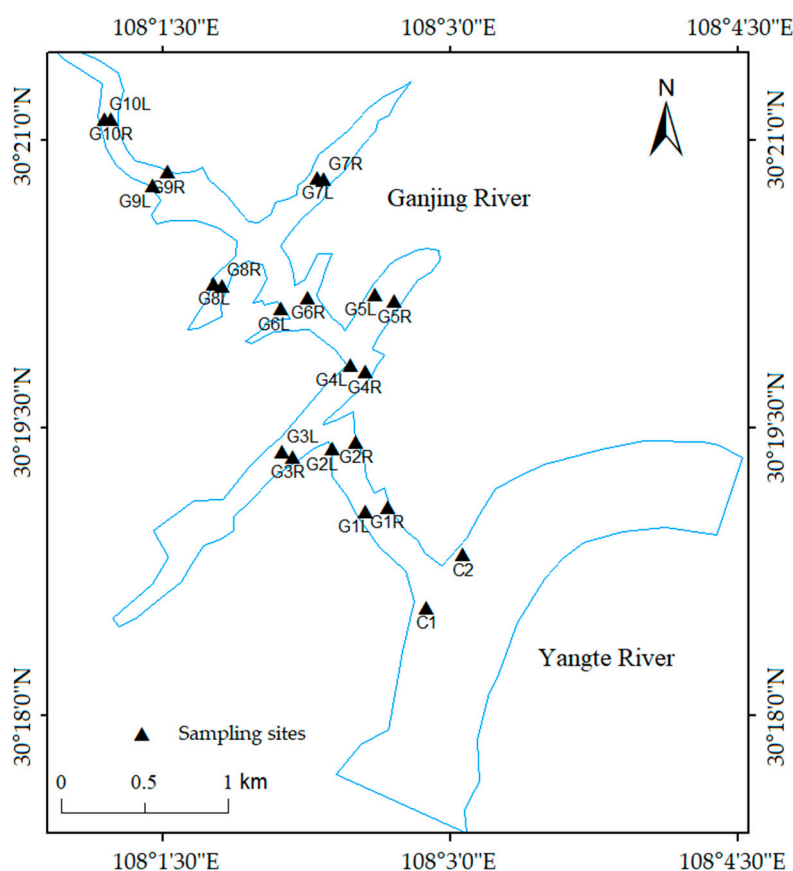 108°1'30"E 108°3'0"E 108°4'30"E
N
G10L
G10R
30°21'0"N
30°21'0"N
G7R
G9R
G7L
G9L
Ganjing River
G8R
G8L
G5L
G5R
G6R
G6L
G4L
G4R
30°19'30"N
30°19'30"N
G3L
G2R
G2L
G3R
G1R
G1L
C2
C1
Yangte River
30°18'0"N
30°18'0"N
Sampling sites
0 0.5 1 km
108°1'30"E 108°3'0"E 108°4'30"E